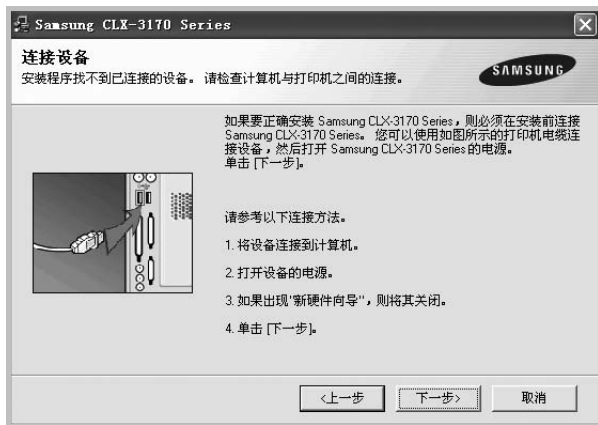 Samsung CLX-3170 Series
连接设备
安装程序找不到已连接的设备。 请检查计算机与打印机之间的连接。
SAMSUNG
如果要正确安装 Samsung CLX-3170 Series，则必须在安装前连接
Samsung CLX-3170 Series。 您可以使用如图所示的打印机电缆连
接设备，然后打开 Samsung CLX-3170 Series 的电源。
单击 [下一步]。
请参考以下连接方法。
1. 将设备连接到计算机。
2. 打开设备的电源。
3. 如果出现'新硬件向导"，则将其关闭。
4. 单击 [下一步]。
<上一步
下一步>
取消